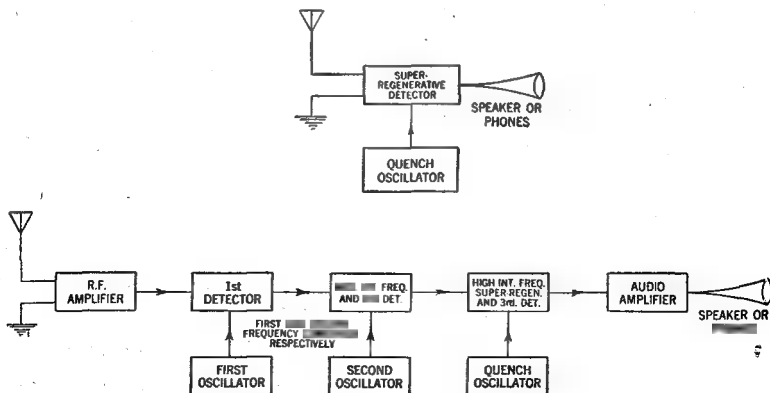 SUPER-
REGENERATIVE
DETECTOR
SPEAKER OR
PHONES
QUENCH
OSCILLATOR
R.F.
AMPLIFIER
1st
DETECTOR
FREQ.
AND DET.
HIGH INT. FREQ.
SUPER-REGEN.
AND 3rd. DET.
AUDIO
AMPLIFIER
SPEAKER OR
FIRST
FREQUENCY
RESPECTIVELY
FIRST
OSCILLATOR
SECOND
OSCILLATOR
QUENCH
OSCILLATOR